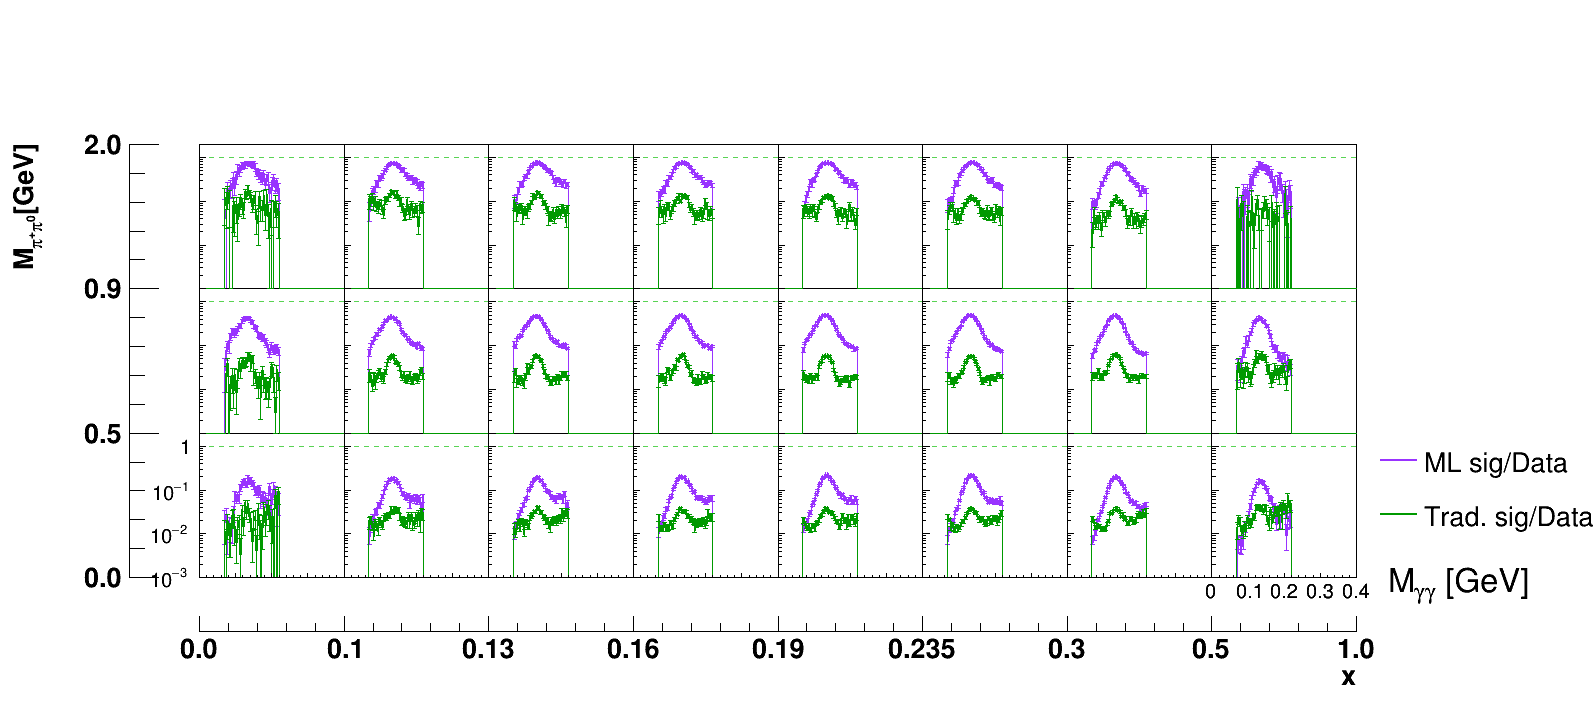 M_{π⁺π⁰}[GeV]
2.0
0.9
0.5
0.0
1
10⁻¹
10⁻²
10⁻³
ML sig/Data
Trad. sig/Data
0 0.1 0.2 0.3 0.4
M_{γγ} [GeV]
0.0 0.1 0.13 0.16 0.19 0.235 0.3 0.5 1.0
x